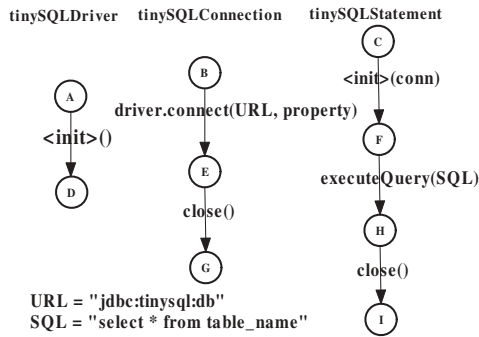 tinySQLDriver tinySQLConnection tinySQLStatement
C
B
<init>(conn)
A
driver.connect(URL, property)
<init>()
F
E
D
executeQuery(SQL)
close()
H
G
close()
URL = "jdbc:tinysql:db"
SQL = "select * from table_name"
I